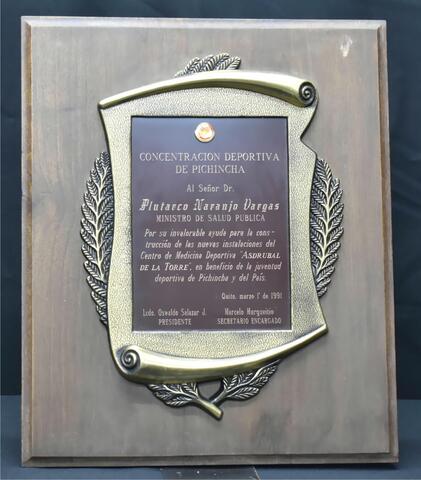 CONCENTRACION DEPORTIVA
DE PICHINCHA
Al Señor Dr.
Plutarco Naranjo Vargas
MINISTRO DE SALUD PUBLICA
Por su invalorable ayuda para la cons-
trucción de las nuevas instalaciones del
Centro de Medicina Deportiva "ASDRUBAL
DE LA TORRE", en beneficio de la juventud
deportiva de Pichincha y del País.
Quito, marzo 1º de 1991
Lcdo. Oswaldo Salazar J.
PRESIDENTE
Marcelo Marquesio
SECRETARIO ENCARGADO